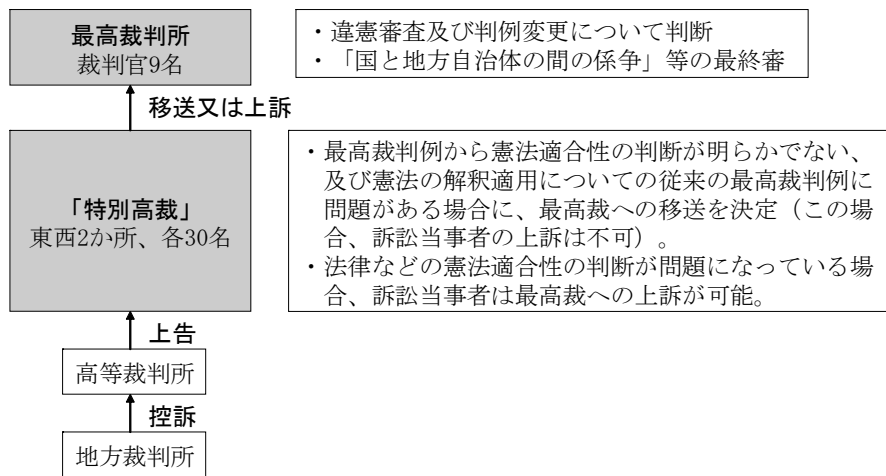 最高裁判所
裁判官9名
・違憲審査及び判例変更について判断
・「国と地方自治体の間の係争」等の最終審
移送又は上訴
「特別高裁」
東西2か所、各30名
・最高裁判例から憲法適合性の判断が明らかでない、
及び憲法の解釈適用についての従来の最高裁判例に
問題がある場合に、最高裁への移送を決定（この場
合、訴訟当事者の上訴は不可）。
・法律などの憲法適合性の判断が問題になっている場
合、訴訟当事者は最高裁への上訴が可能。
上告
高等裁判所
控訴
地方裁判所